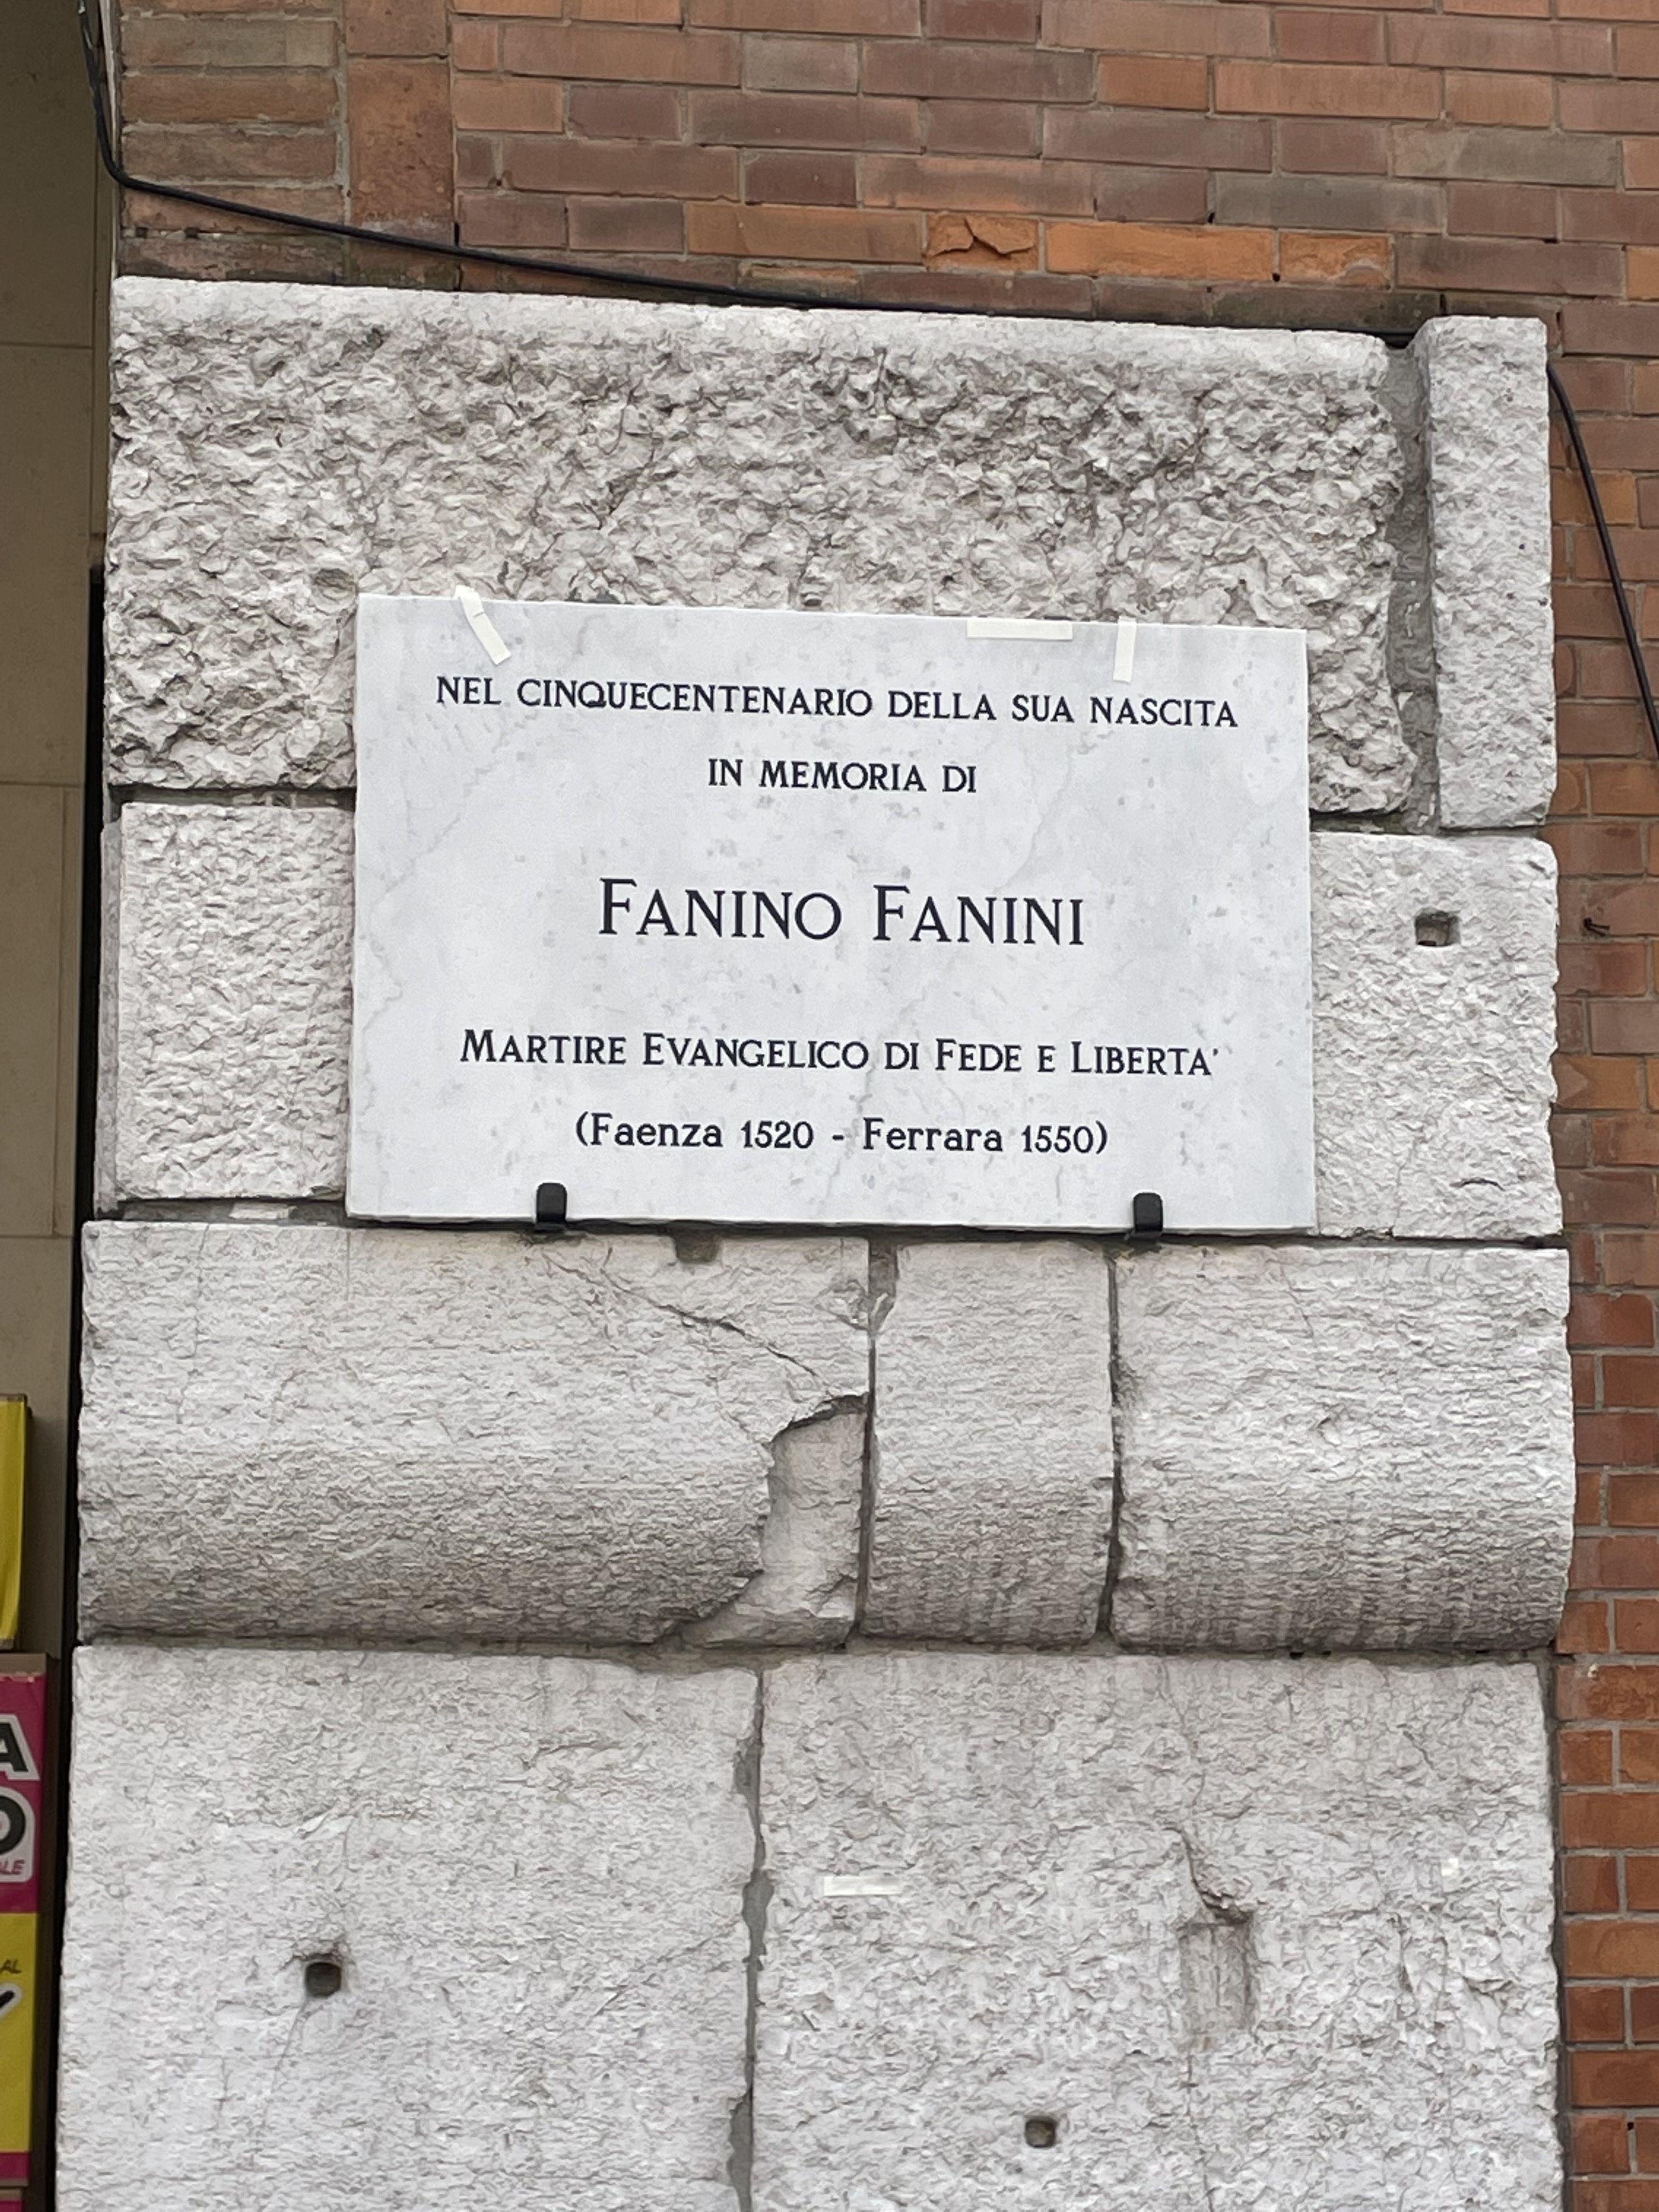 NEL CINQUECENTENARIO DELLA SUA NASCITA
IN MEMORIA DI
FANINO FANINI
MARTIRE EVANGELICO DI FEDE E LIBERTA'
(Faenza 1520 - Ferrara 1550)